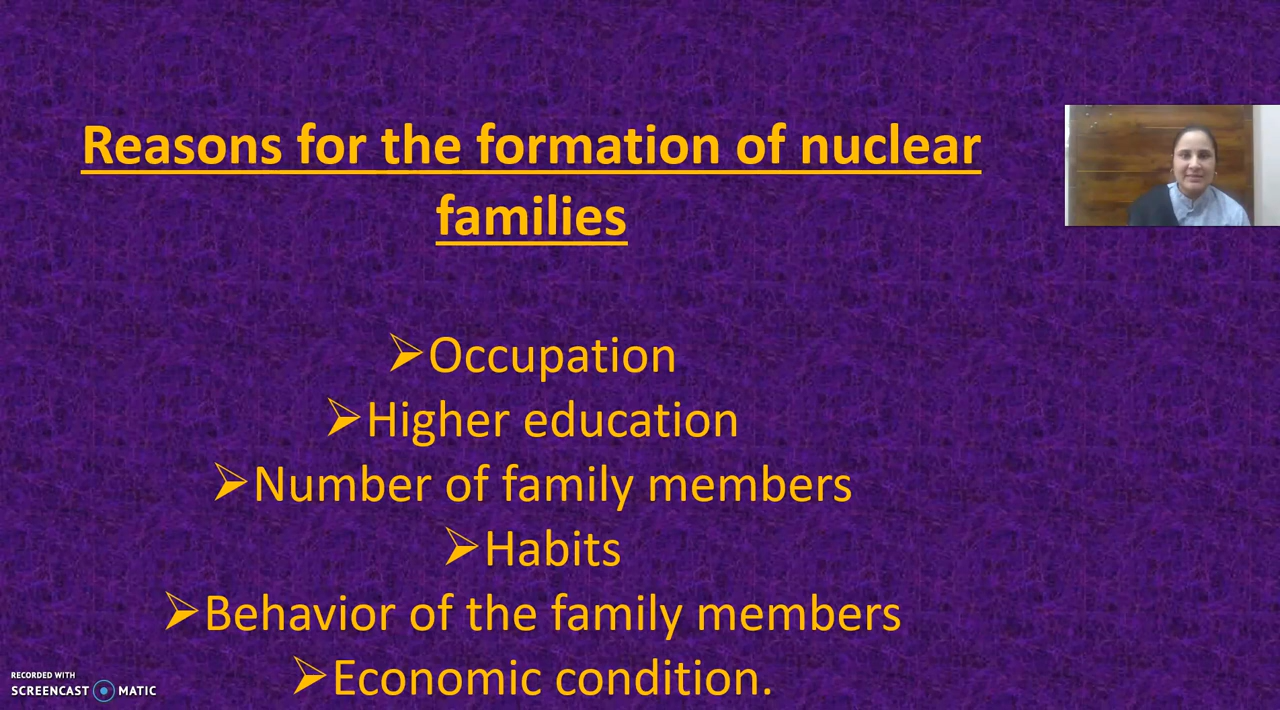 Reasons for the formation of nuclear
families
➢Occupation
➢Higher education
➢Number of family members
➢Habits
➢Behavior of the family members
➢Economic condition.
RECORDED WITH
SCREENCAST MATIC